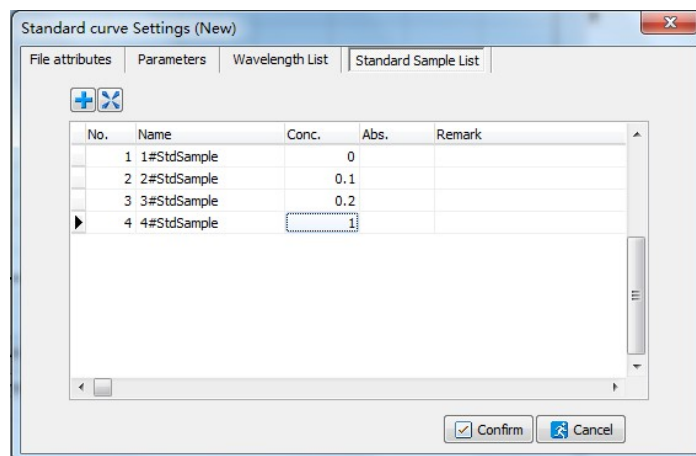 Standard curve Settings (New)
File attributes Parameters Wavelength List Standard Sample List
No. Name Conc. Abs. Remark
1 1#StdSample 0
2 2#StdSample 0.1
3 3#StdSample 0.2
4 4#StdSample 1
Confirm Cancel